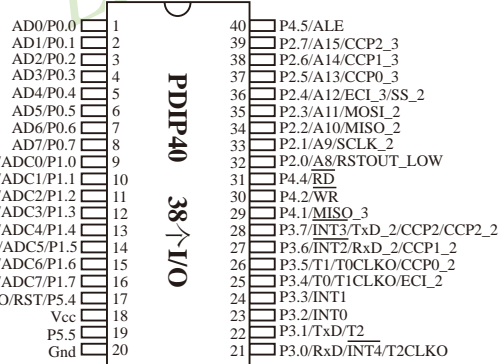 AD0/P0.0 1 40 P4.5/ALE
AD1/P0.1 2 39 P2.7/A15/CCP2_3
AD2/P0.2 3 38 P2.6/A14/CCP1_3
AD3/P0.3 4 37 P2.5/A13/CCP0_3
AD4/P0.4 5 36 P2.4/A12/ECI_3/SS_2
AD5/P0.5 6 35 P2.3/A11/MOSI_2
AD6/P0.6 7 34 P2.2/A10/MISO_2
AD7/P0.7 8 33 P2.1/A9/SCLK_2
/ADC0/P1.0 9 32 P2.0/A8/RSTOUT_LOW
/ADC1/P1.1 10 31 P4.4/RD
/ADC2/P1.2 11 30 P4.2/WR
/ADC3/P1.3 12 29 P4.1/MISO_3
/ADC4/P1.4 13 28 P3.7/INT3/TxD_2/CCP2/CCP2_2
/ADC5/P1.5 14 27 P3.6/INT2/RxD_2/CCP1_2
/ADC6/P1.6 15 26 P3.5/T1/T0CLKO/CCP0_2
/ADC7/P1.7 16 25 P3.4/T0/T1CLKO/ECI_2
O/RST/P5.4 17 24 P3.3/INT1
Vcc 18 23 P3.2/INT0
P5.5 19 22 P3.1/TxD/T2
Gnd 20 21 P3.0/RxD/INT4/T2CLKO
PDIP40 38个I/O